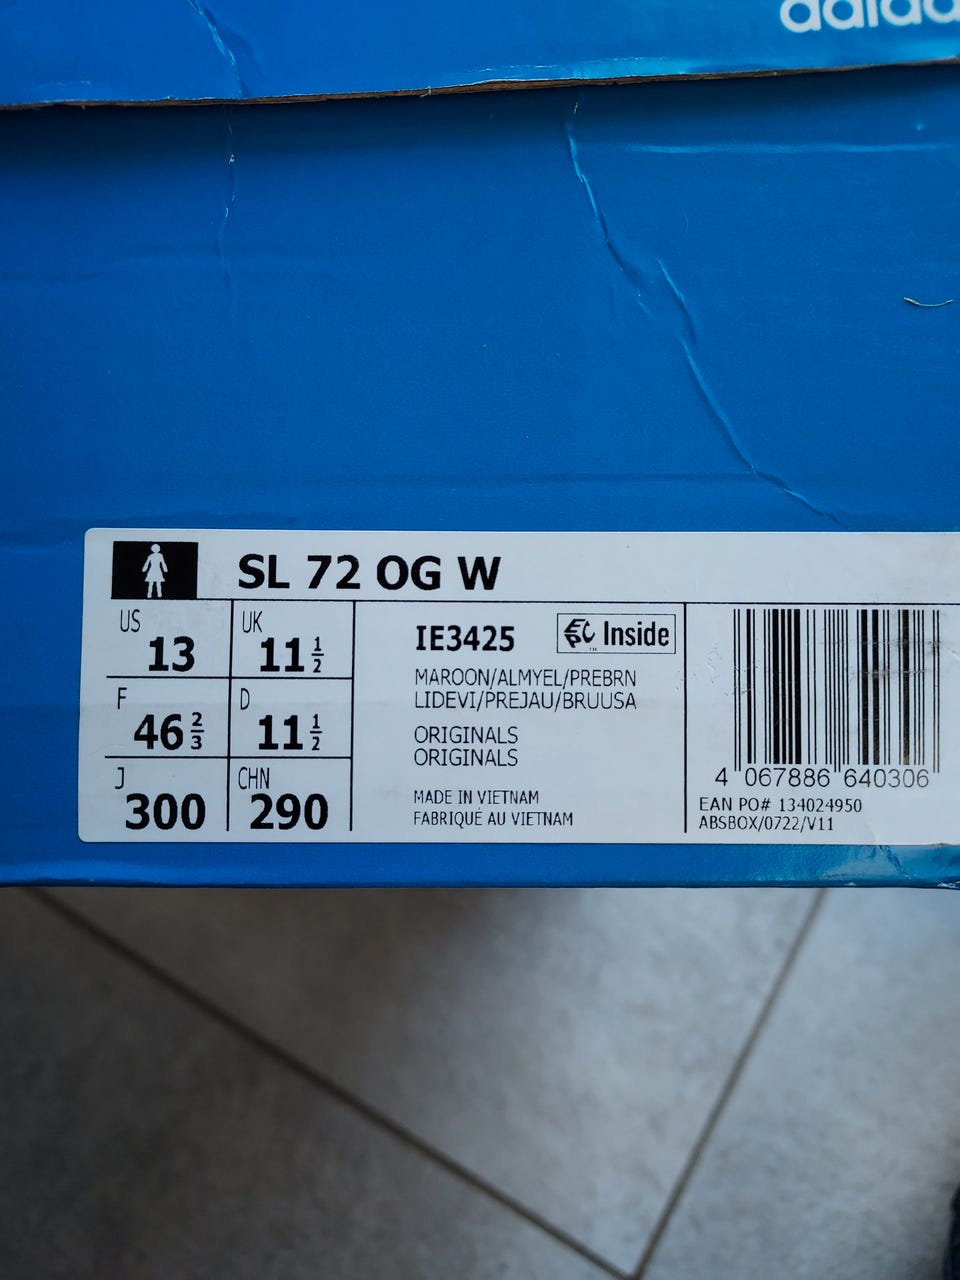 adidas
SL 72 OG W
US 13 UK 11 1/2
F 46 2/3 D 11 1/2
J 300 CHN 290
IE3425 Inside
TM
MAROON/ALMYEL/PREBRN
LIDEVI/PREJAU/BRUUSA
ORIGINALS
ORIGINALS
MADE IN VIETNAM
FABRIQUÉ AU VIETNAM
4 067886 640306
EAN PO# 134024950
ABSBOX/0722/V11